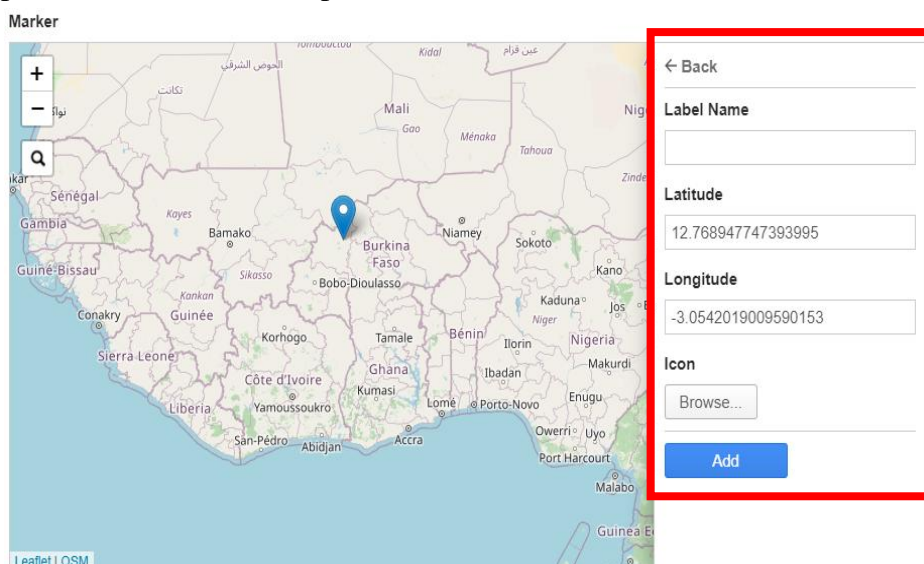 Marker
+
−
← Back
Label Name
Latitude
12.768947747393995
Longitude
-3.0542019009590153
Icon
Browse...
Add
Tombouctou
Kidal
عين قزام
الحوض الشرقي
تكانت
Mali
Gao
Ménaka
Tahoua
Sénégal
Kayes
Gambia
Bamako
Burkina
Faso
Niamey
Sokoto
Guiné-Bissau
Sikasso
Bobo-Dioulasso
Kano
Kankan
Kaduna
Jos
Conakry
Guinée
Niger
Korhogo
Tamale
Bénin
Ilorin
Nigeria
Sierra Leone
Ghana
Makurdi
Côte d'Ivoire
Ibadan
Kumasi
Enugu
Liberia
Yamoussoukro
Lomé
Porto-Novo
San-Pédro
Abidjan
Accra
Owerri
Uyo
Port Harcourt
Malabo
Leaflet | OSM